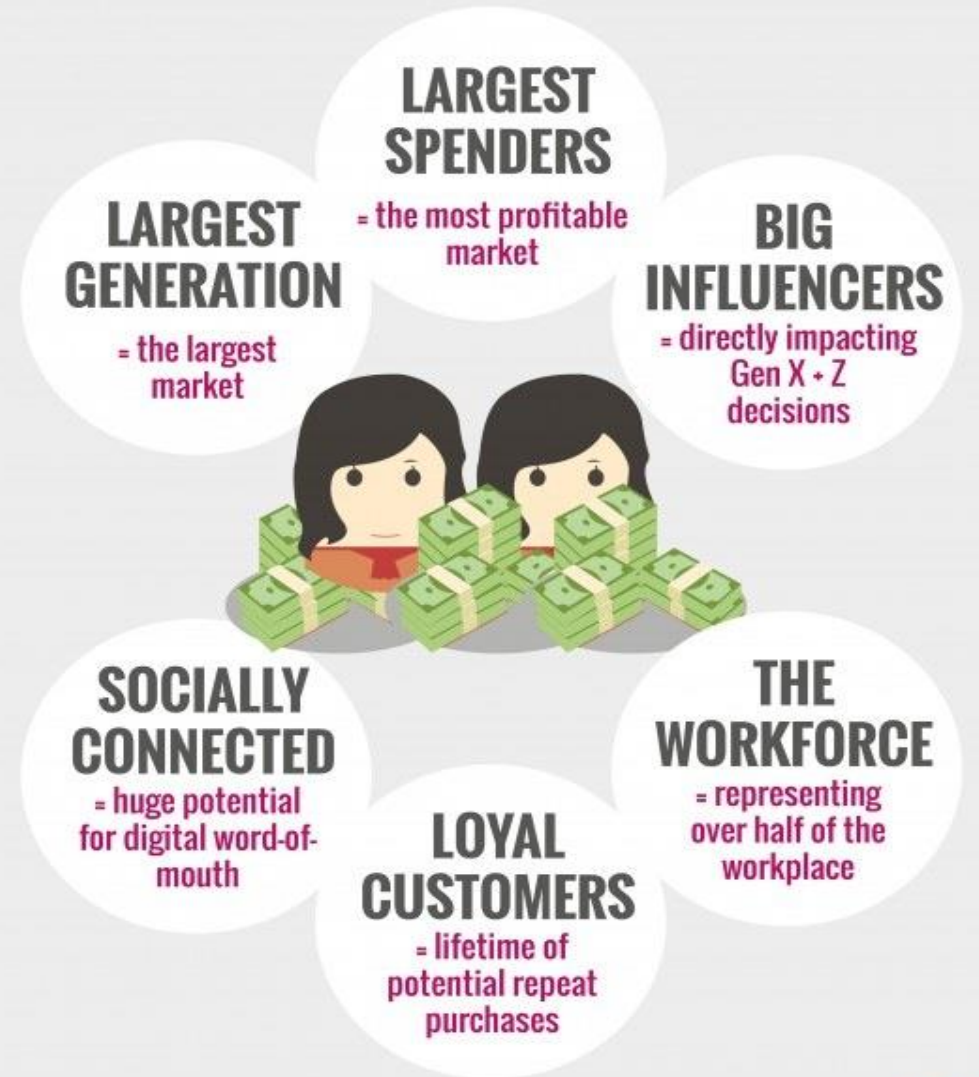 LARGEST
SPENDERS
= the most profitable
market
LARGEST
GENERATION
= the largest
market
BIG
INFLUENCERS
= directly impacting
Gen X + Z
decisions
SOCIALLY
CONNECTED
= huge potential
for digital word-of-
mouth
THE
WORKFORCE
= representing
over half of the
workplace
LOYAL
CUSTOMERS
= lifetime of
potential repeat
purchases